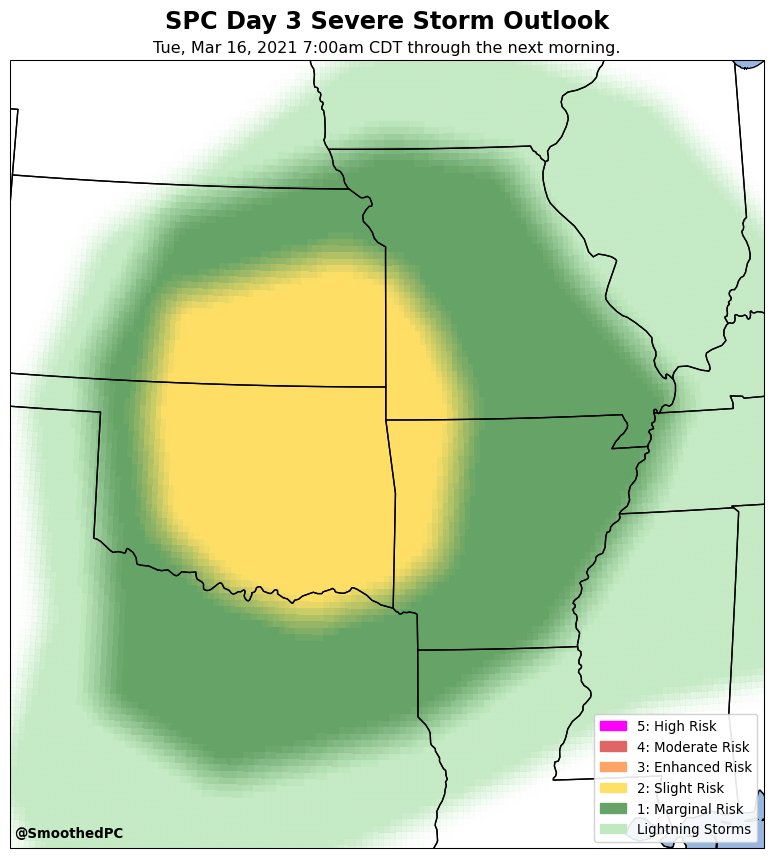 SPC Day 3 Severe Storm Outlook
Tue, Mar 16, 2021 7:00am CDT through the next morning.
5: High Risk
4: Moderate Risk
3: Enhanced Risk
2: Slight Risk
1: Marginal Risk
Lightning Storms
@SmoothedPC